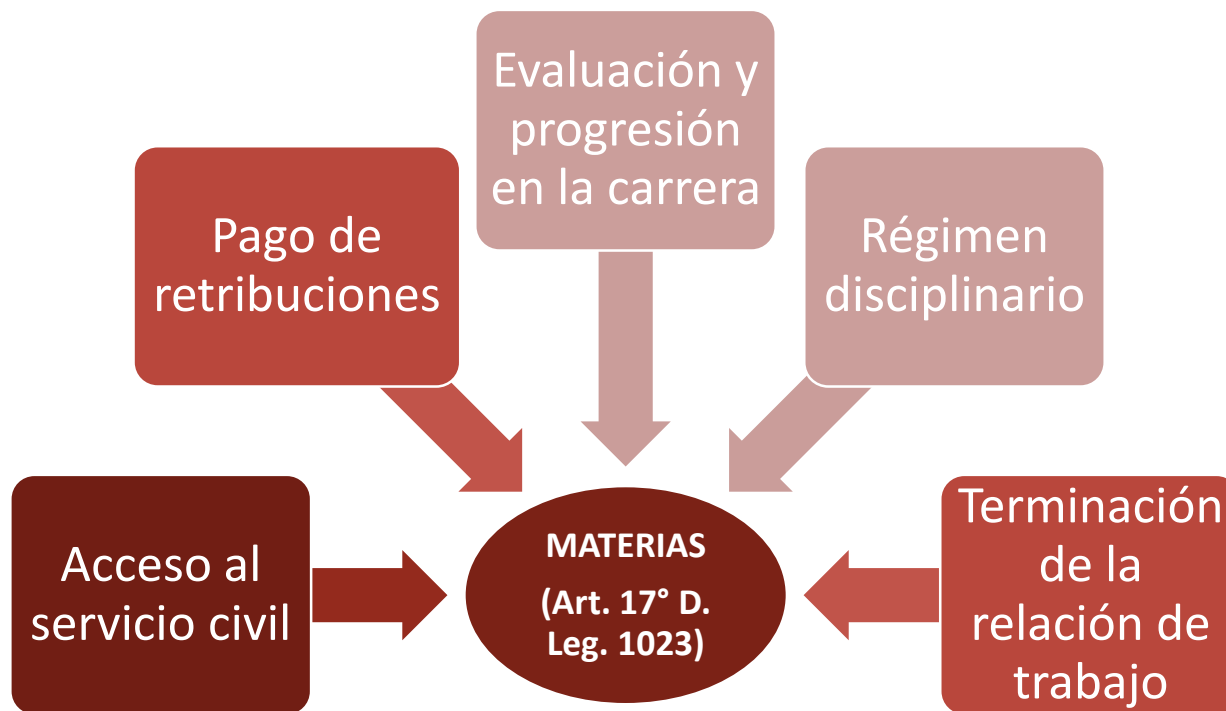 Evaluación y
progresión
en la carrera
Pago de
retribuciones
Régimen
disciplinario
Acceso al
servicio civil
MATERIAS
(Art. 17° D.
Leg. 1023)
Terminación
de la
relación de
trabajo